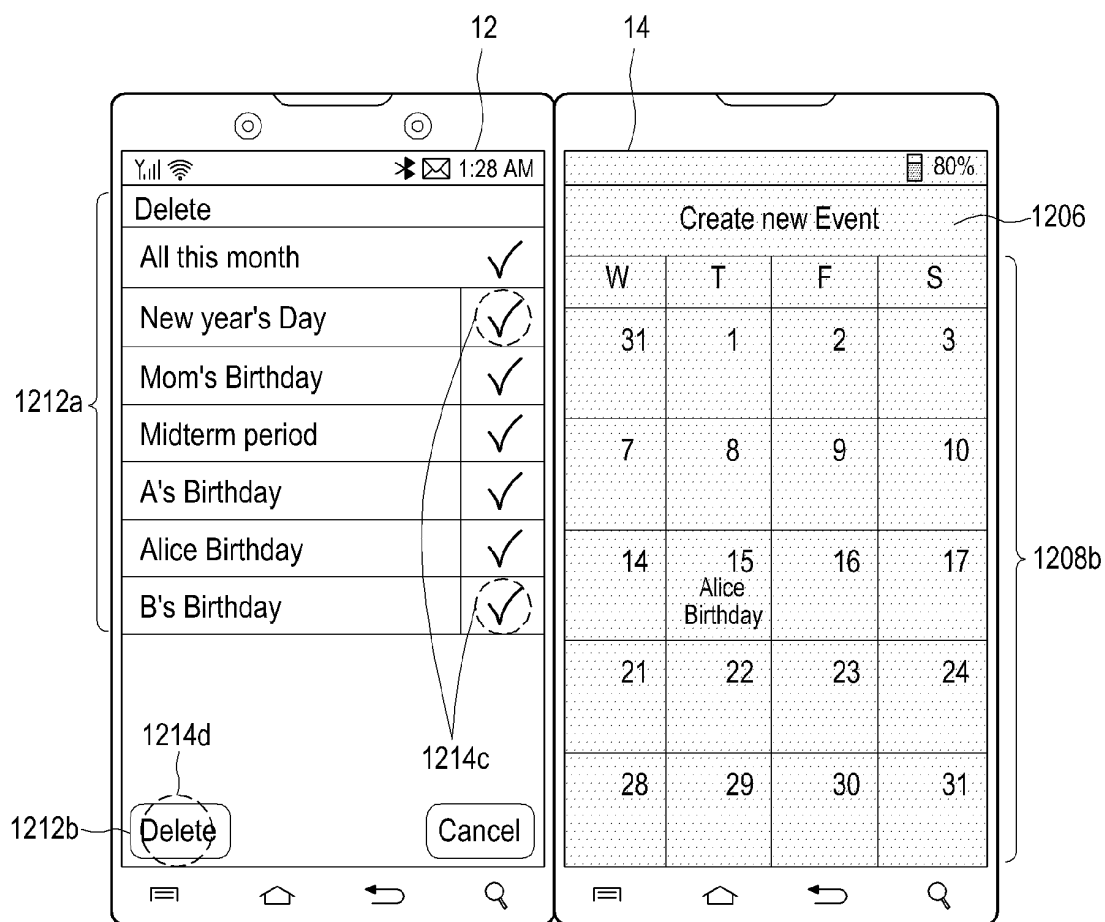 12
14
1:28 AM
80%
Delete
Create new Event
1206
All this month
W T F S
New year's Day
31 1 2 3
Mom's Birthday
1212a
Midterm period
7 8 9 10
A's Birthday
Alice Birthday
14 15 16 17
1208b
Alice
Birthday
B's Birthday
21 22 23 24
1214d
1214c
28 29 30 31
1212b
Delete
Cancel